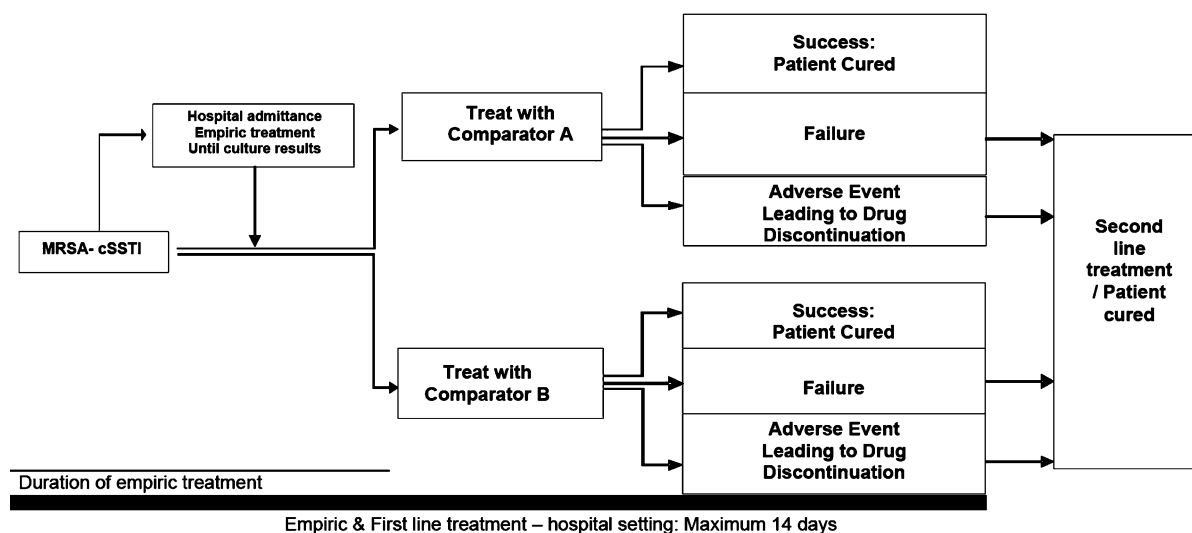 MRSA- cSSTI
Hospital admittance
Empiric treatment
Until culture results
Treat with
Comparator A
Success:
Patient Cured
Failure
Adverse Event
Leading to Drug
Discontinuation
Treat with
Comparator B
Success:
Patient Cured
Failure
Adverse Event
Leading to Drug
Discontinuation
Second
line
treatment
/ Patient
cured
Duration of empiric treatment
Empiric & First line treatment – hospital setting: Maximum 14 days